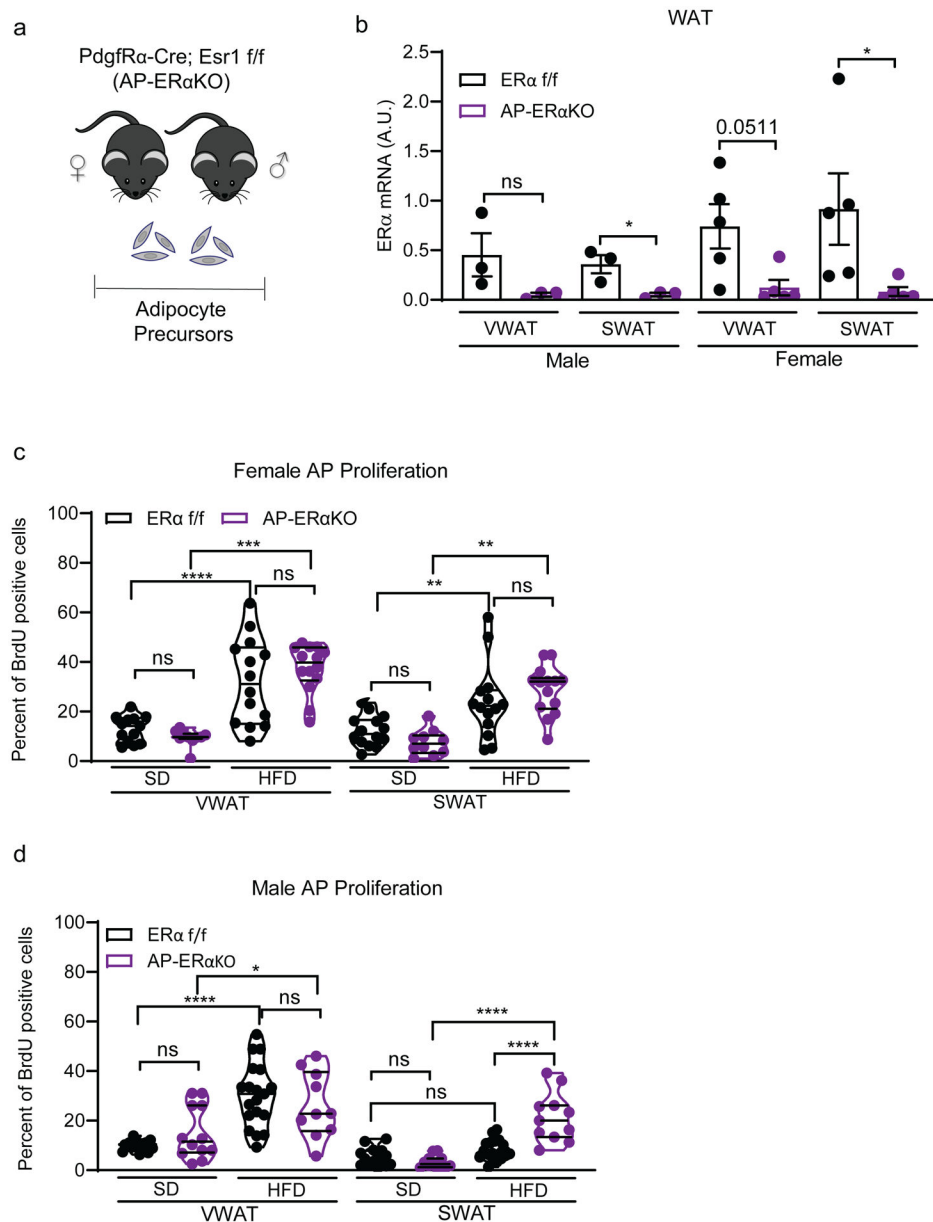 a
PdgfRα-Cre; Esr1 f/f
(AP-ERαKO)
♀
♂
Adipocyte
Precursors
b
WAT
ERα mRNA (A.U.)
2.5
2.0
1.5
1.0
0.5
0.0
ERα f/f
AP-ERαKO
ns
*
0.0511
*
VWAT
SWAT
VWAT
SWAT
Male
Female
c
Female AP Proliferation
Percent of BrdU positive cells
100
80
60
40
20
0
ERα f/f
AP-ERαKO
***
**
****
ns
**
ns
ns
ns
SD
HFD
SD
HFD
VWAT
SWAT
d
Male AP Proliferation
Percent of BrdU positive cells
100
80
60
40
20
0
ERα f/f
AP-ERαKO
*
****
ns
****
****
ns
ns
ns
SD
HFD
SD
HFD
VWAT
SWAT